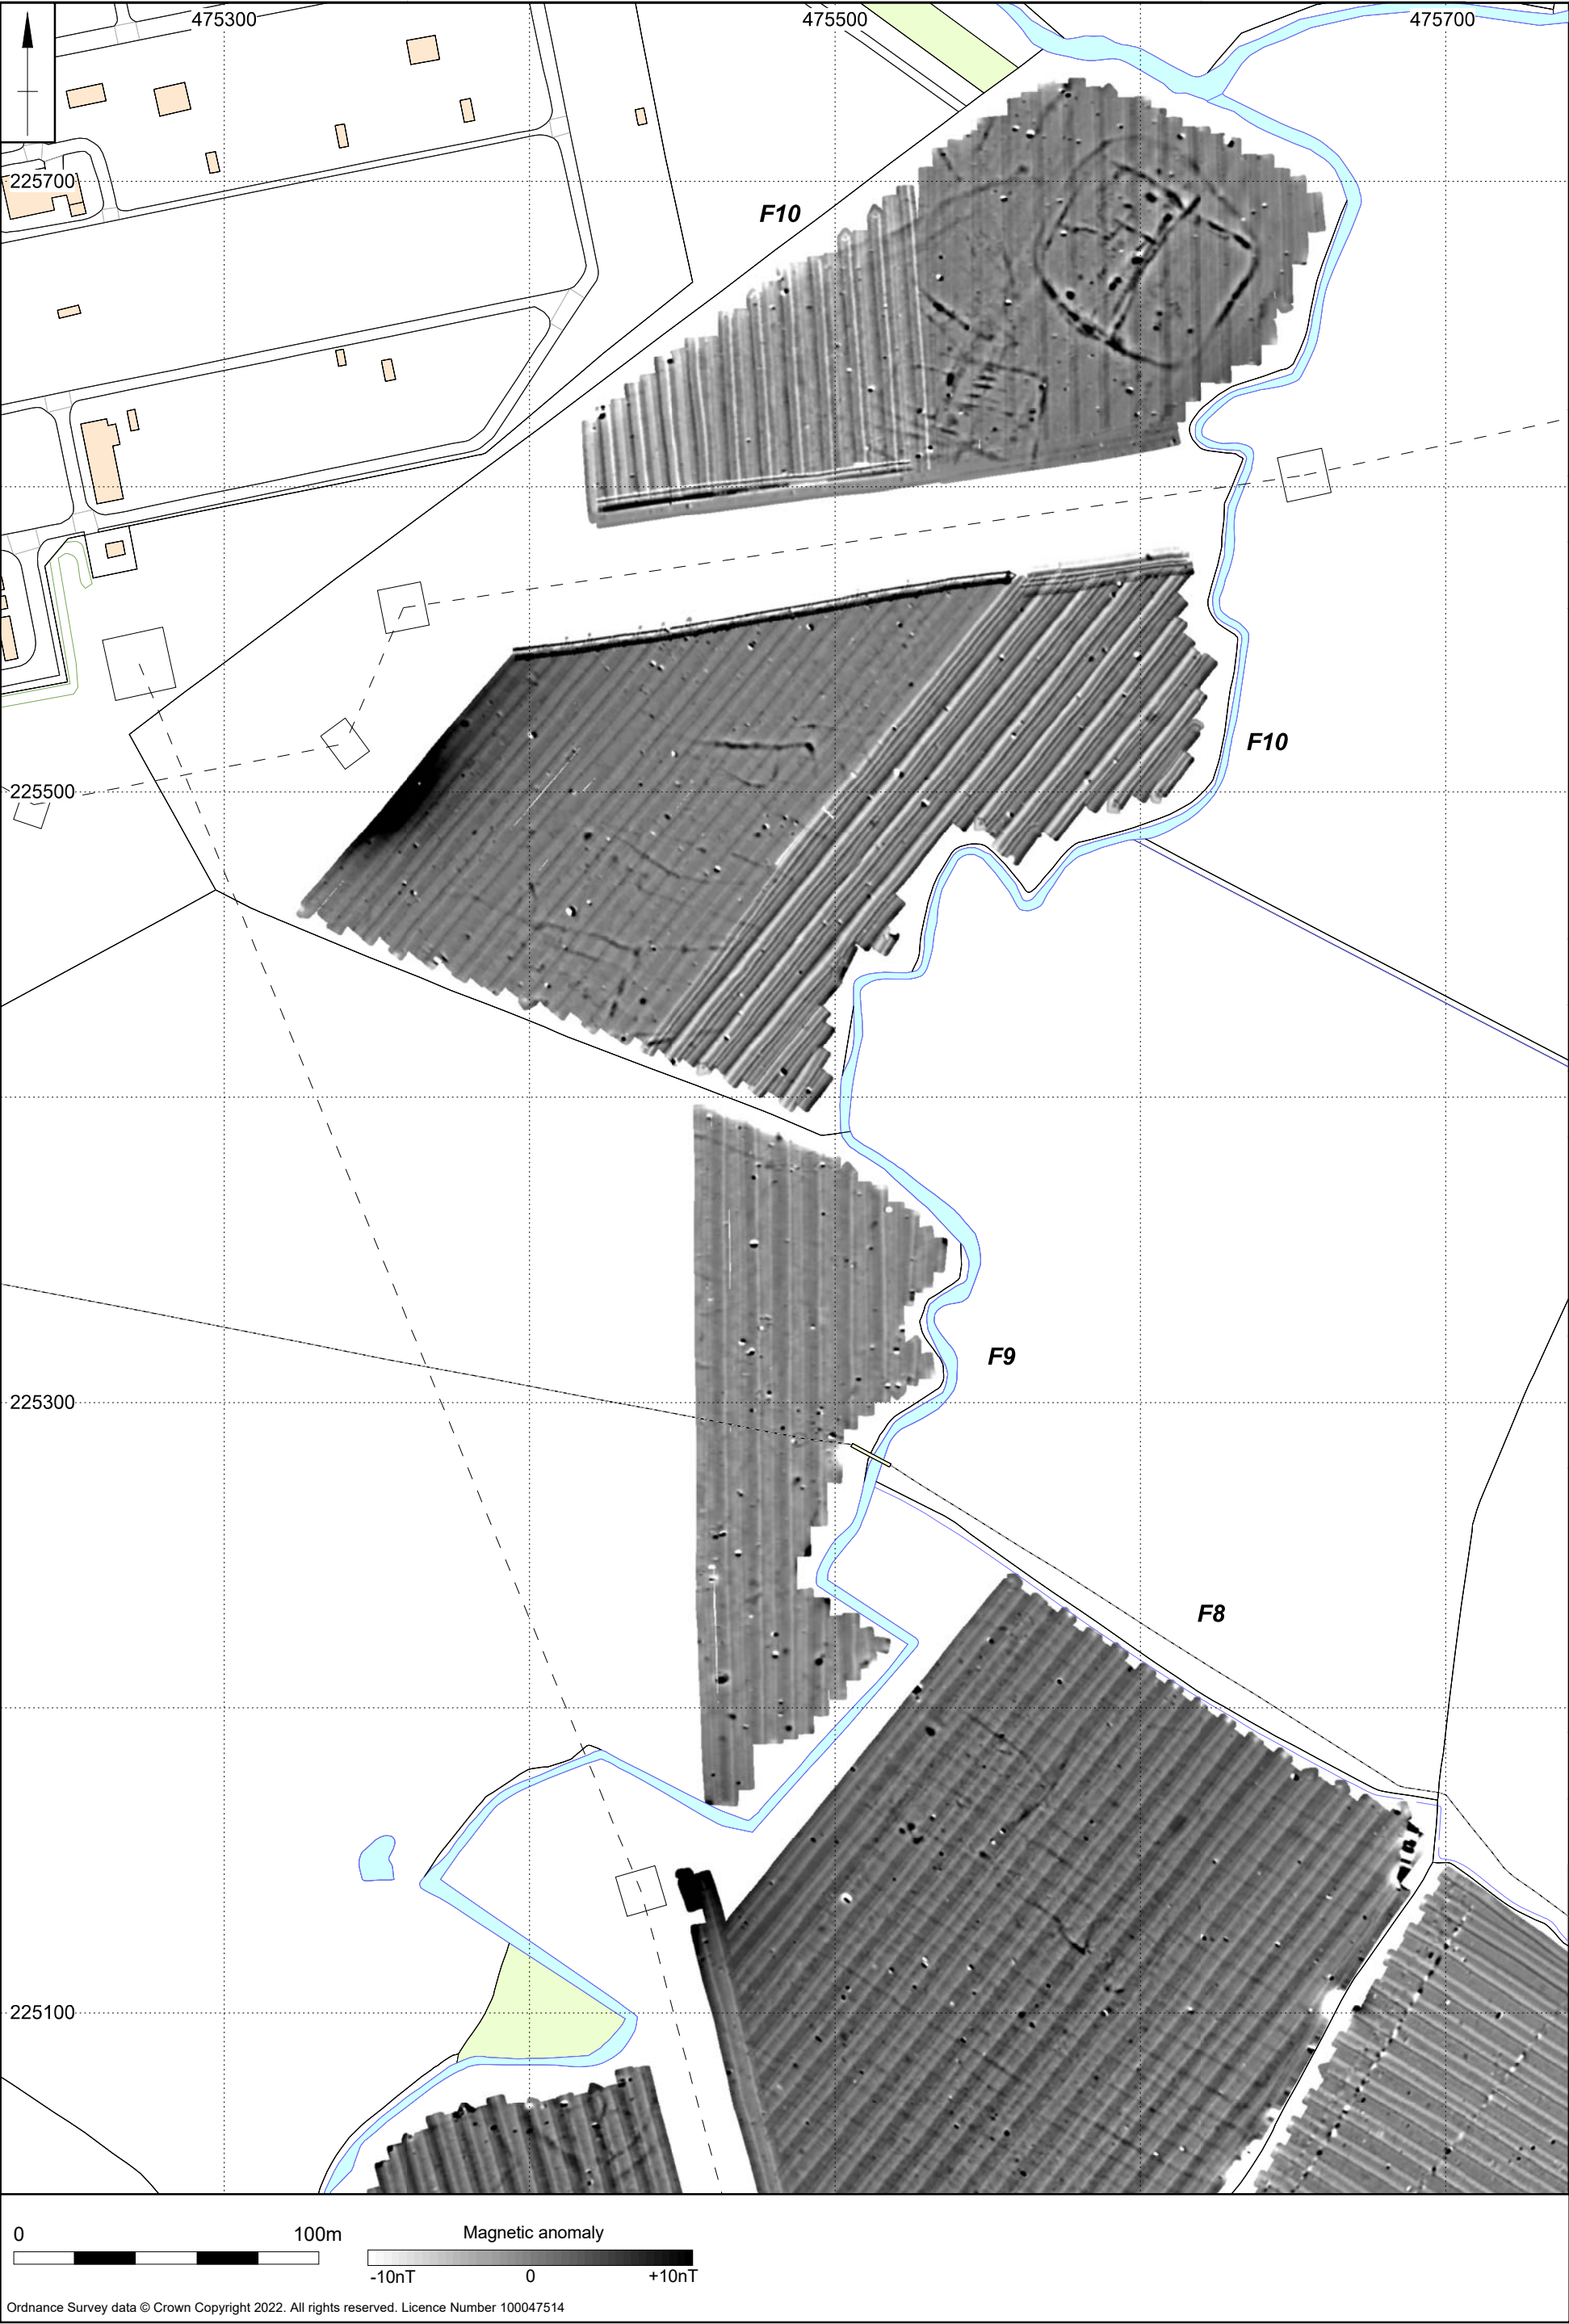 475300 475500 475700
225700
F10
F10
225500
F9
225300
F8
225100
0 100m
Magnetic anomaly
-10nT 0 +10nT
Ordnance Survey data © Crown Copyright 2022. All rights reserved. Licence Number 100047514